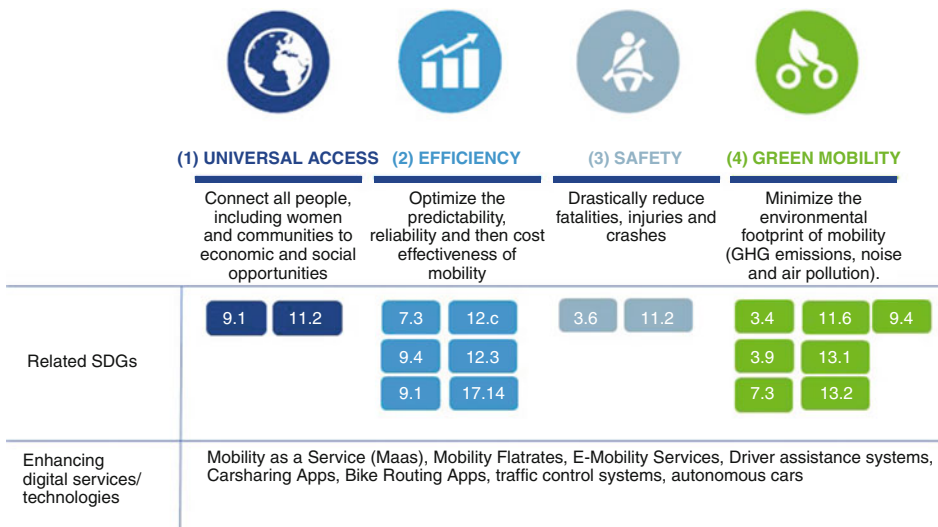 (1) UNIVERSAL ACCESS
Connect all people,
including women
and communities to
economic and social
opportunities
(2) EFFICIENCY
Optimize the
predictability,
reliability and then cost
effectiveness of
mobility
(3) SAFETY
Drastically reduce
fatalities, injuries and
crashes
(4) GREEN MOBILITY
Minimize the
environmental
footprint of mobility
(GHG emissions, noise
and air pollution).
Related SDGs
9.1 11.2
7.3 12.c
9.4 12.3
9.1 17.14
3.6 11.2
3.4 11.6 9.4
3.9 13.1
7.3 13.2
Enhancing
digital services/
technologies
Mobility as a Service (Maas), Mobility Flatrates, E-Mobility Services, Driver assistance systems,
Carsharing Apps, Bike Routing Apps, traffic control systems, autonomous cars